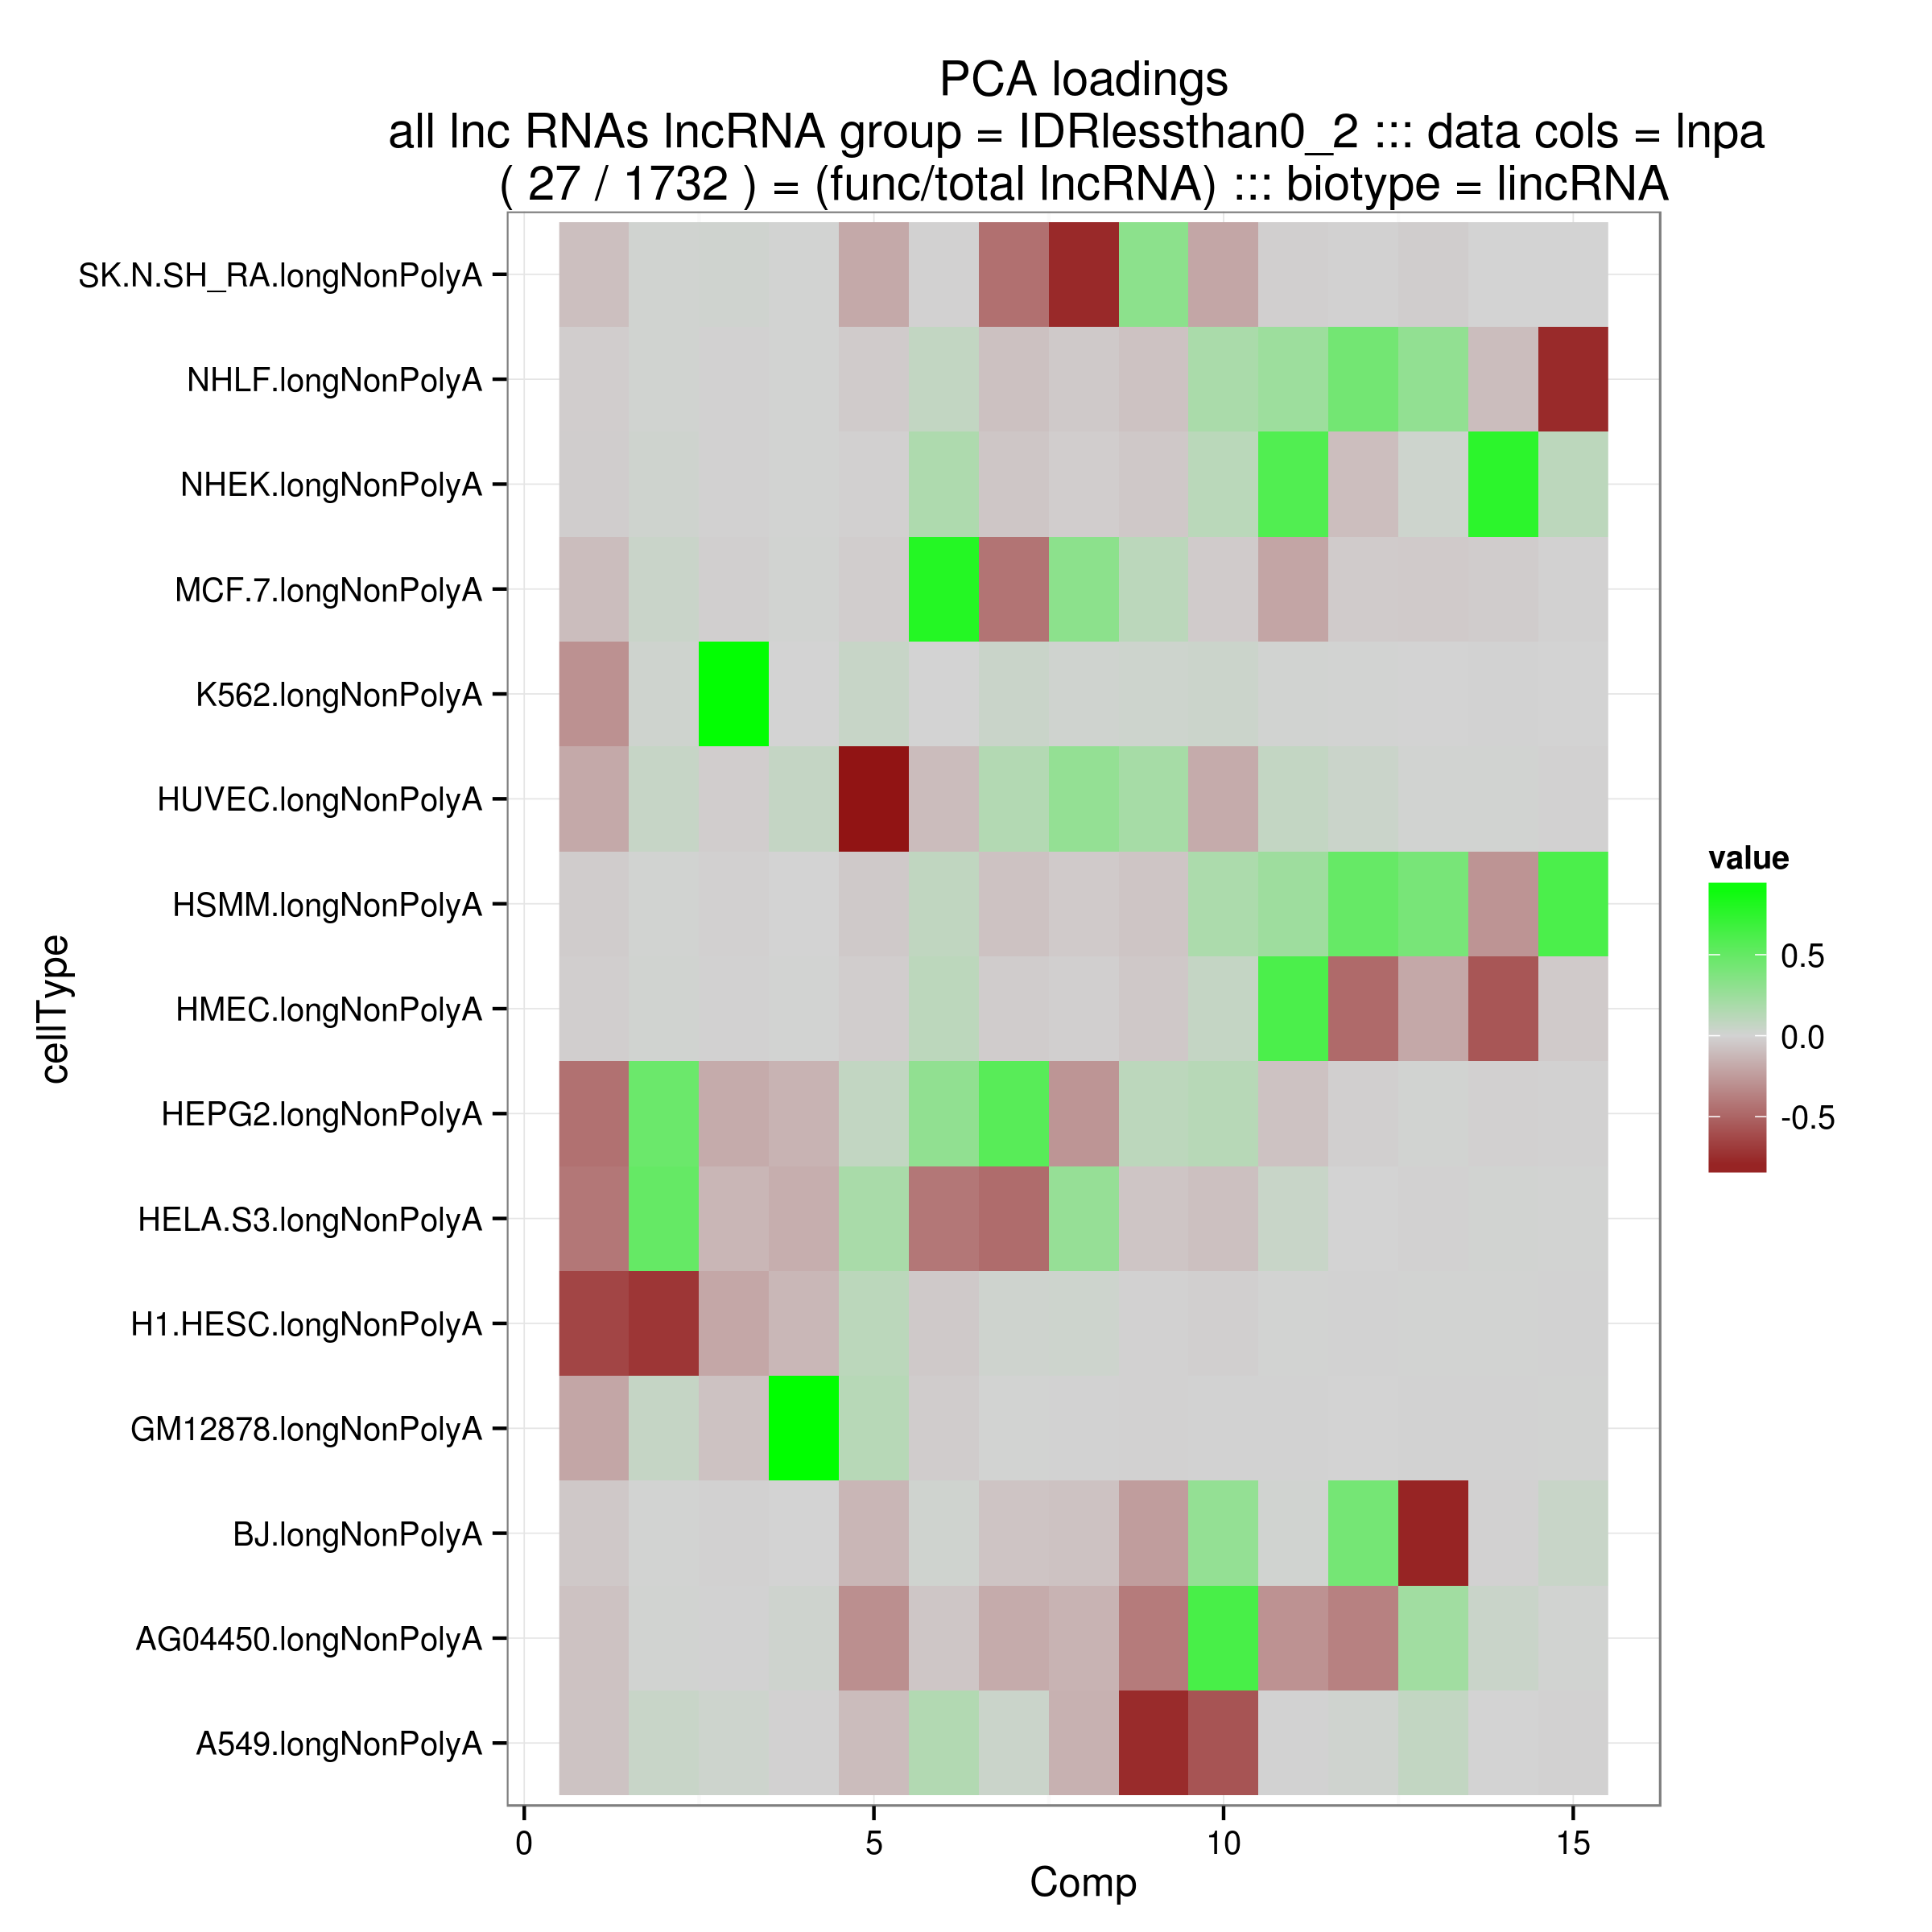 PCA loadings
all lnc RNAs lncRNA group = IDRlessthan0_2 ::: data cols = lnpa
( 27 / 1732 ) = (func/total lncRNA) ::: biotype = lincRNA
SK.N.SH_RA.longNonPolyA
NHLF.longNonPolyA
NHEK.longNonPolyA
MCF.7.longNonPolyA
K562.longNonPolyA
HUVEC.longNonPolyA
HSMM.longNonPolyA
HMEC.longNonPolyA
HEPG2.longNonPolyA
HELA.S3.longNonPolyA
H1.HESC.longNonPolyA
GM12878.longNonPolyA
BJ.longNonPolyA
AG04450.longNonPolyA
A549.longNonPolyA
cellType
0 5 10 15
Comp
value
0.5
0.0
-0.5